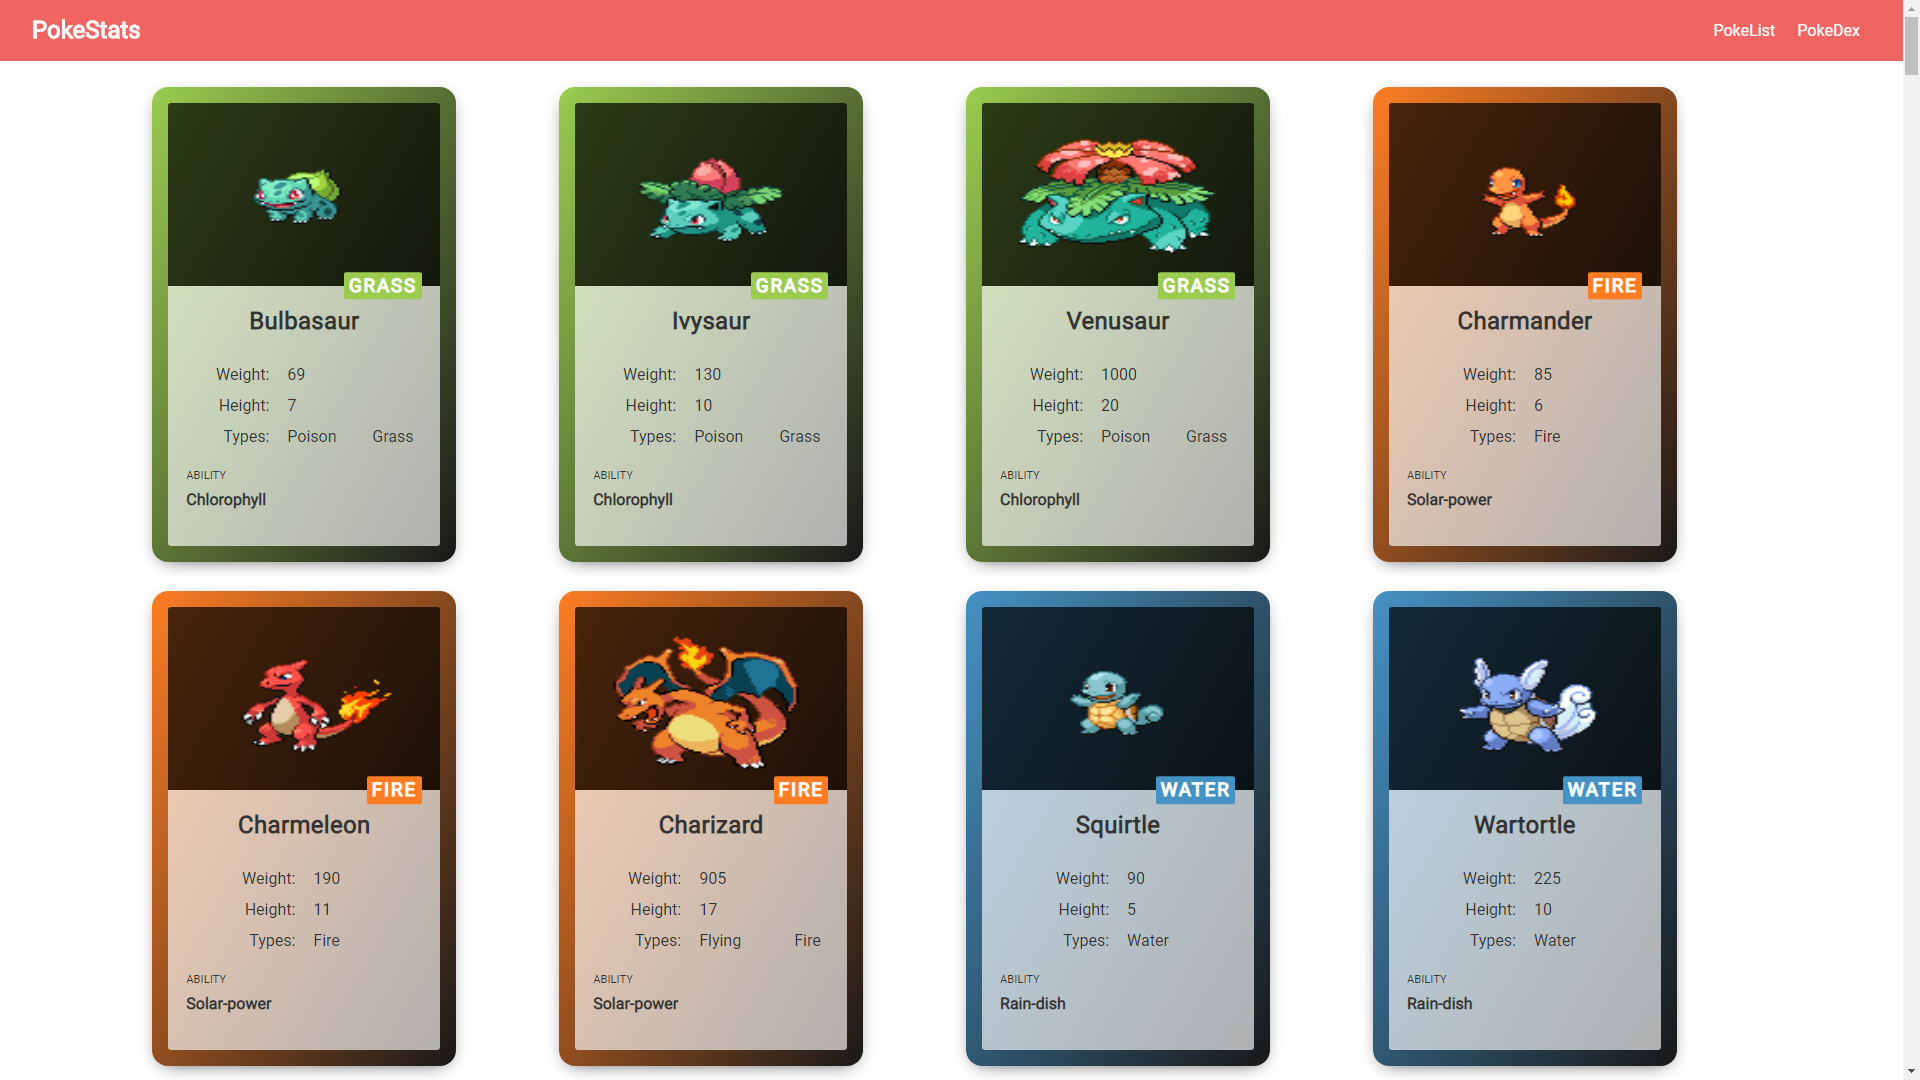 PokeStats
PokeList PokeDex
GRASS
Bulbasaur
Weight: 69
Height: 7
Types: Poison Grass
ABILITY
Chlorophyll
GRASS
Ivysaur
Weight: 130
Height: 10
Types: Poison Grass
ABILITY
Chlorophyll
GRASS
Venusaur
Weight: 1000
Height: 20
Types: Poison Grass
ABILITY
Chlorophyll
FIRE
Charmander
Weight: 85
Height: 6
Types: Fire
ABILITY
Solar-power
FIRE
Charmeleon
Weight: 190
Height: 11
Types: Fire
ABILITY
Solar-power
FIRE
Charizard
Weight: 905
Height: 17
Types: Flying Fire
ABILITY
Solar-power
WATER
Squirtle
Weight: 90
Height: 5
Types: Water
ABILITY
Rain-dish
WATER
Wartortle
Weight: 225
Height: 10
Types: Water
ABILITY
Rain-dish